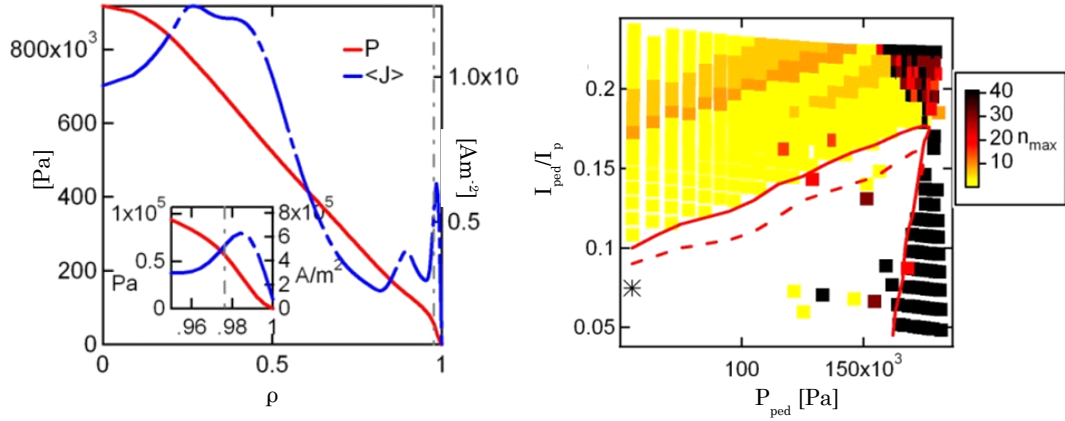 800x10³
600
400
200
0
[Pa]
P
<J>
1.0x10
0.5
[Am⁻²]
1x10⁵
0.5
0
Pa
8x10⁵
6
4
2
0
A/m²
.96
.98
1
0
0.5
1
ρ
0.2
0.15
0.1
0.05
I_ped/I_p
100
150x10³
P_ped [Pa]
40
30
20
10
n_max